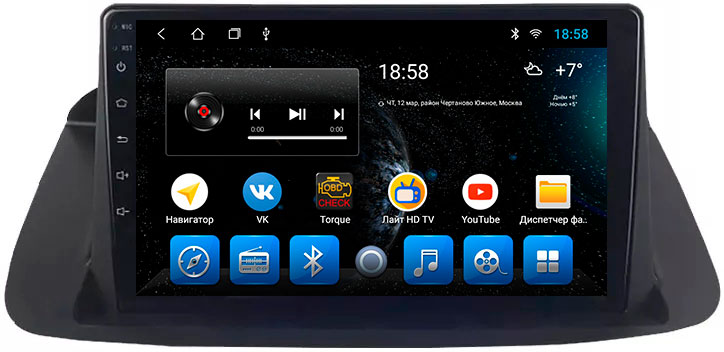 MIC
RST
18:58
18:58
+7°
ЧТ, 12 мар, район Чертаново Южное, Москва
Днём +8°
Ночью +5°
0:00
0:00
Навигатор
VK
OBD
CHECK
Torque
Лайт HD TV
YouTube
Диспетчер фа..